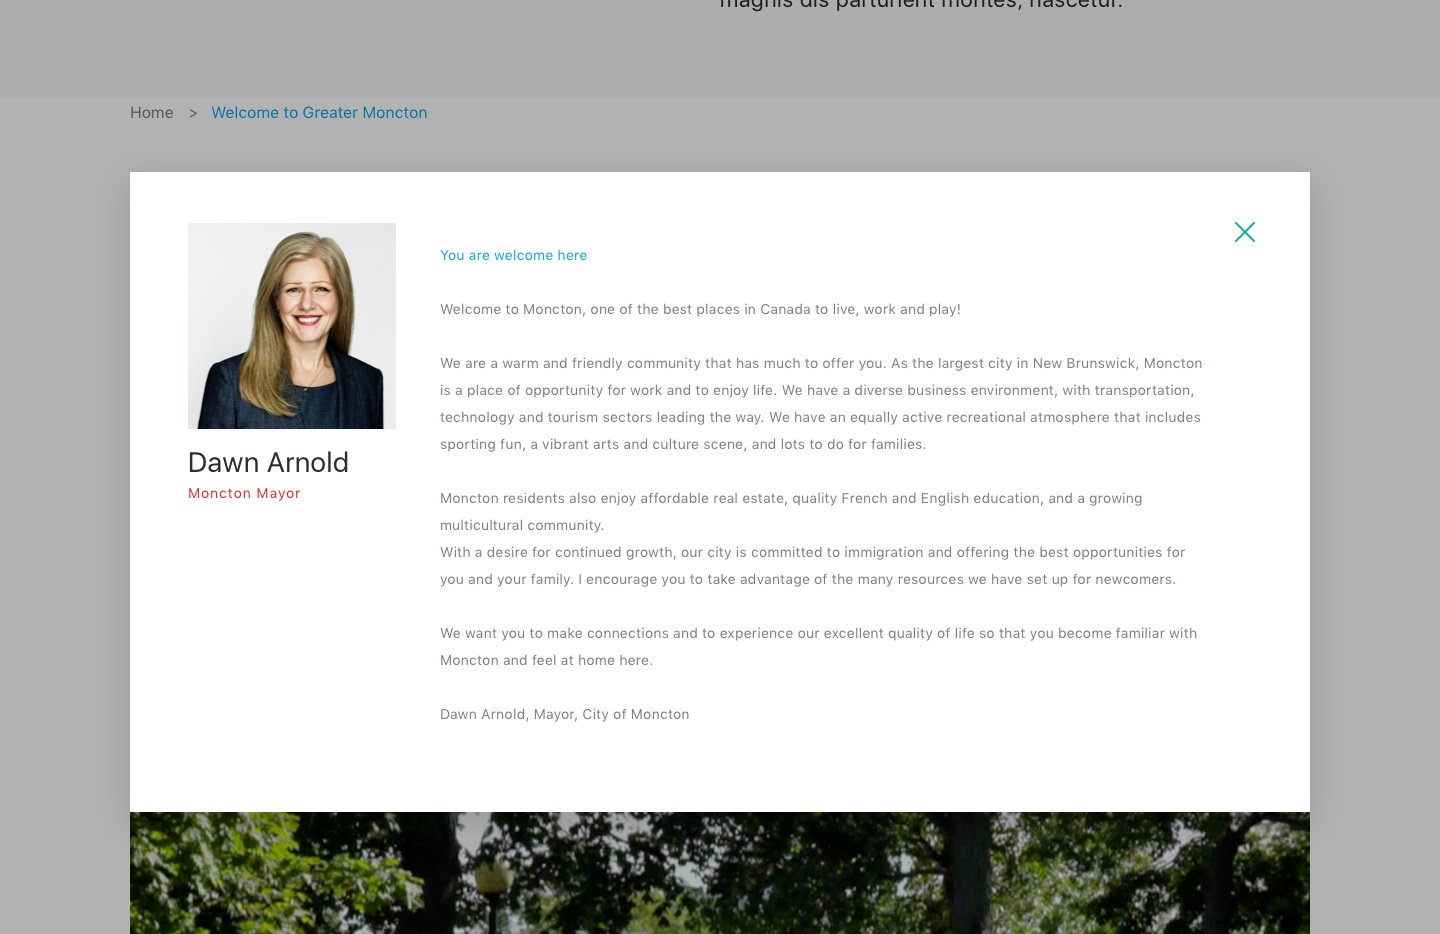 magnis dis parturient montes, nascetur.
Home > Welcome to Greater Moncton
You are welcome here
Welcome to Moncton, one of the best places in Canada to live, work and play!
We are a warm and friendly community that has much to offer you. As the largest city in New Brunswick, Moncton
is a place of opportunity for work and to enjoy life. We have a diverse business environment, with transportation,
technology and tourism sectors leading the way. We have an equally active recreational atmosphere that includes
sporting fun, a vibrant arts and culture scene, and lots to do for families.
Dawn Arnold
Moncton Mayor
Moncton residents also enjoy affordable real estate, quality French and English education, and a growing
multicultural community.
With a desire for continued growth, our city is committed to immigration and offering the best opportunities for
you and your family. I encourage you to take advantage of the many resources we have set up for newcomers.
We want you to make connections and to experience our excellent quality of life so that you become familiar with
Moncton and feel at home here.
Dawn Arnold, Mayor, City of Moncton